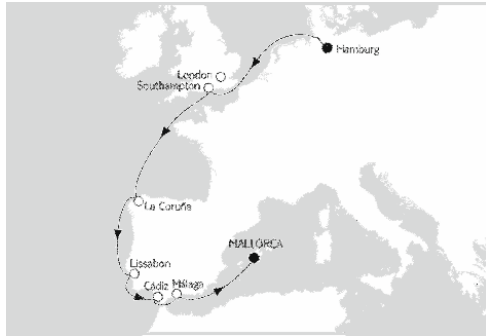 Hamburg
London
Southampton
La Coruña
MALLORCA
Lissabon
Cádiz
Málaga